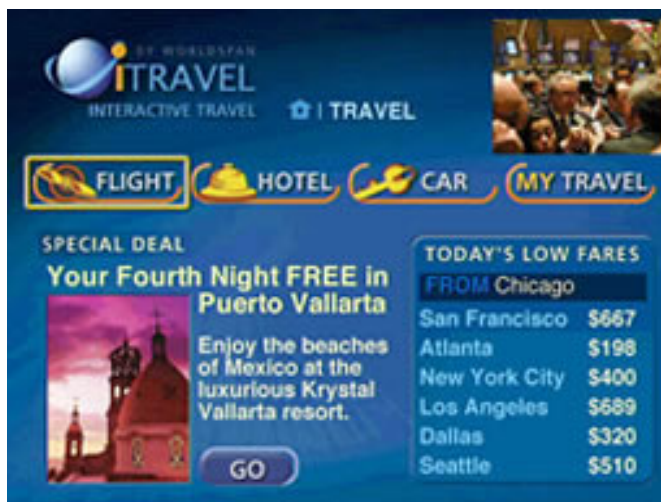 BY WORLDSPAN
iTRAVEL
INTERACTIVE TRAVEL
| TRAVEL
FLIGHT
HOTEL
CAR
MY TRAVEL
SPECIAL DEAL
Your Fourth Night FREE in
Puerto Vallarta
Enjoy the beaches
of Mexico at the
luxurious Krystal
Vallarta resort.
GO
TODAY'S LOW FARES
FROM Chicago
San Francisco $667
Atlanta $198
New York City $400
Los Angeles $689
Dallas $320
Seattle $510